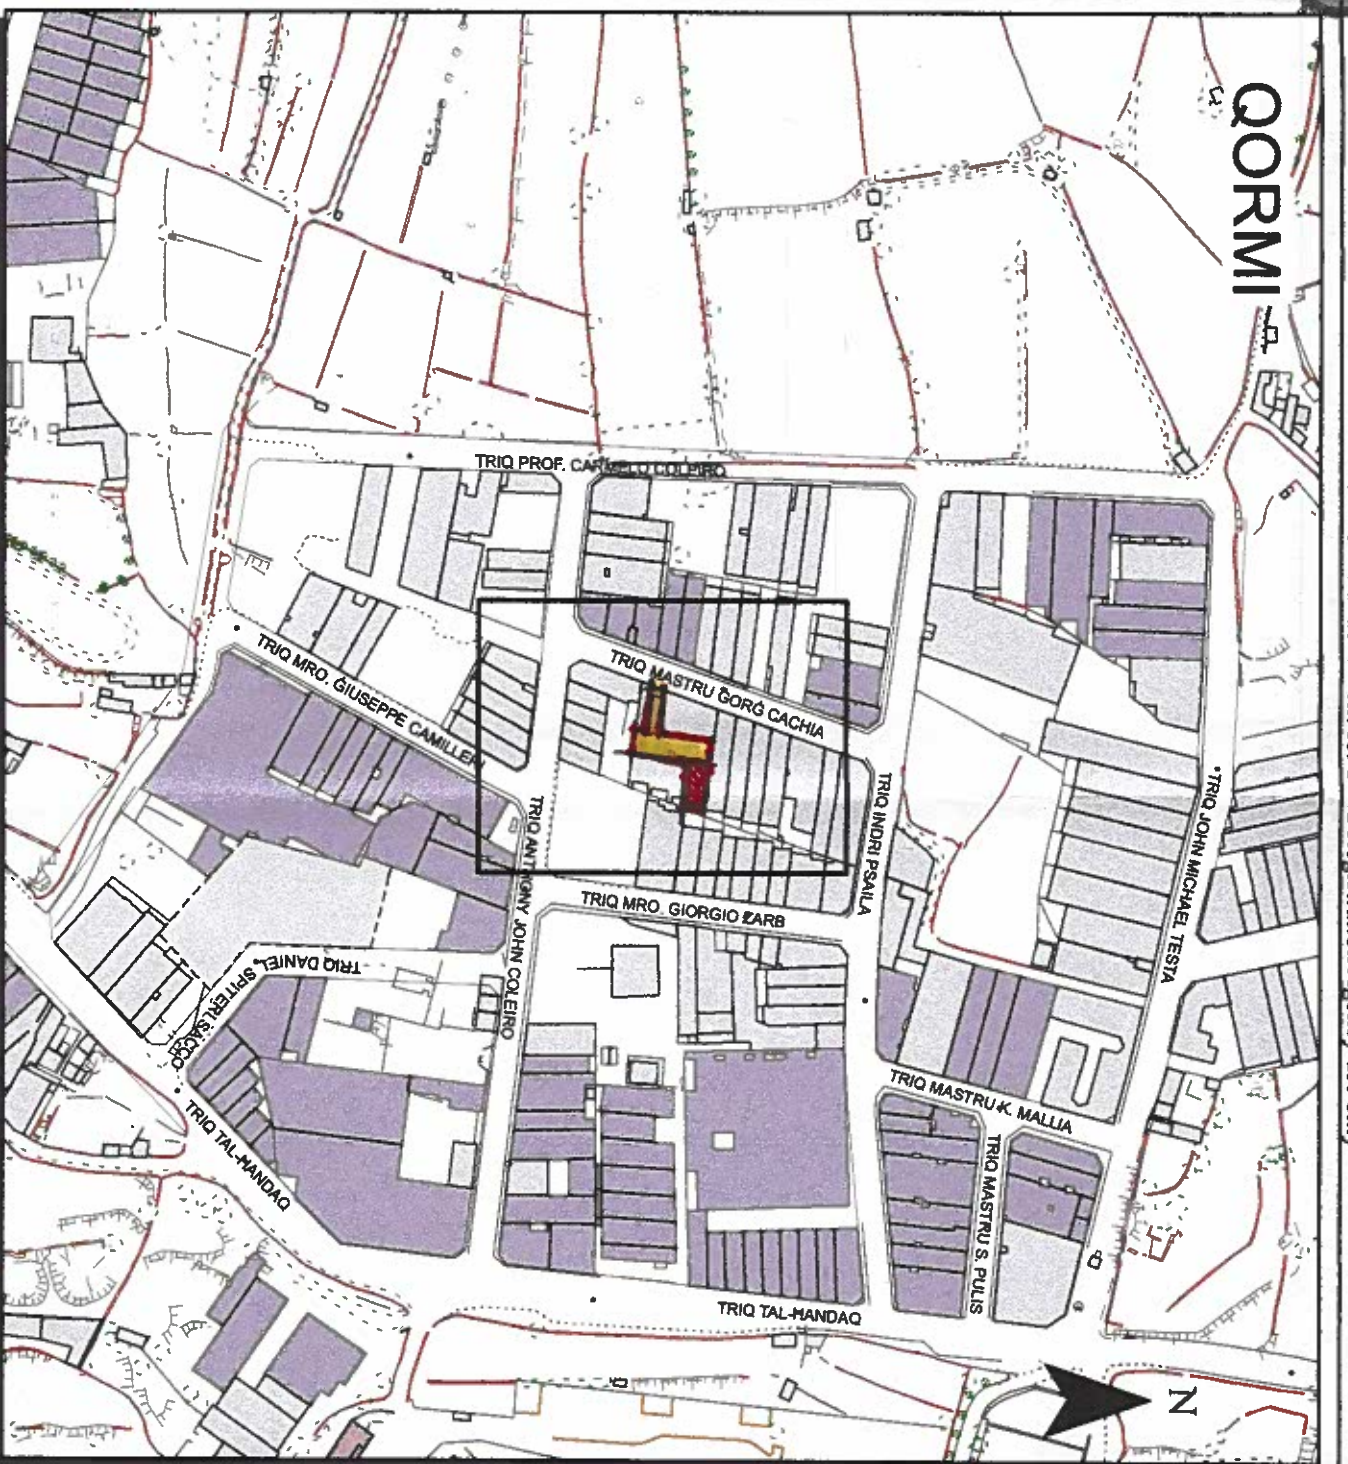 QORMI
TRIQ PROF. CARMELO COLEIRO
TRIQ MASTRU ĠORĠ CACHIA
TRIQ MRO. GIUSEPPE CAMILLERI
TRIQ INDRI PSAILA
TRIQ JOHN MICHAEL TESTA
TRIQ ANTHONY JOHN COLEIRO
TRIQ MRO. GIORGIO ZARB
TRIQ DANIEL
SPITERI SACCO
TRIQ MASTRU K. MALLIA
TRIQ MASTRU S. PULIS
TRIQ TAL-ĦANDAQ
TRIQ TAL-ĦANDAQ
N